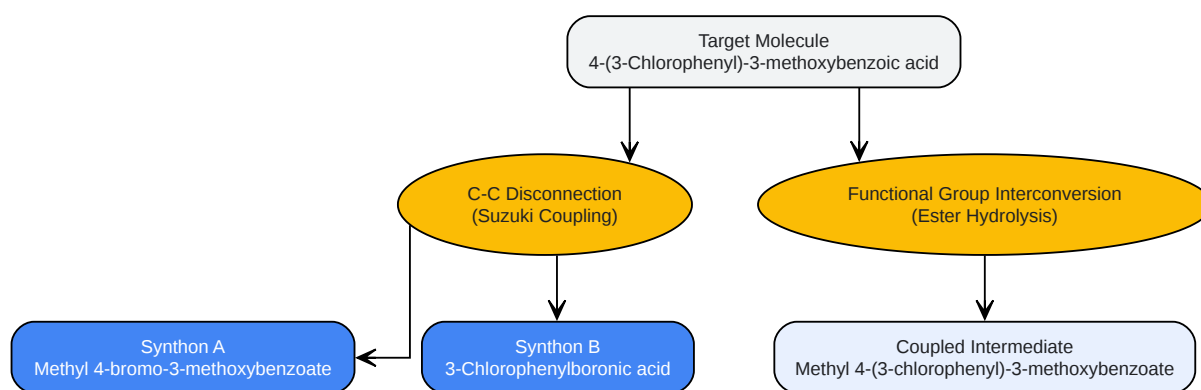 Target Molecule
4-(3-Chlorophenyl)-3-methoxybenzoic acid
C-C Disconnection
(Suzuki Coupling)
Functional Group Interconversion
(Ester Hydrolysis)
Synthon A
Methyl 4-bromo-3-methoxybenzoate
Synthon B
3-Chlorophenylboronic acid
Coupled Intermediate
Methyl 4-(3-chlorophenyl)-3-methoxybenzoate